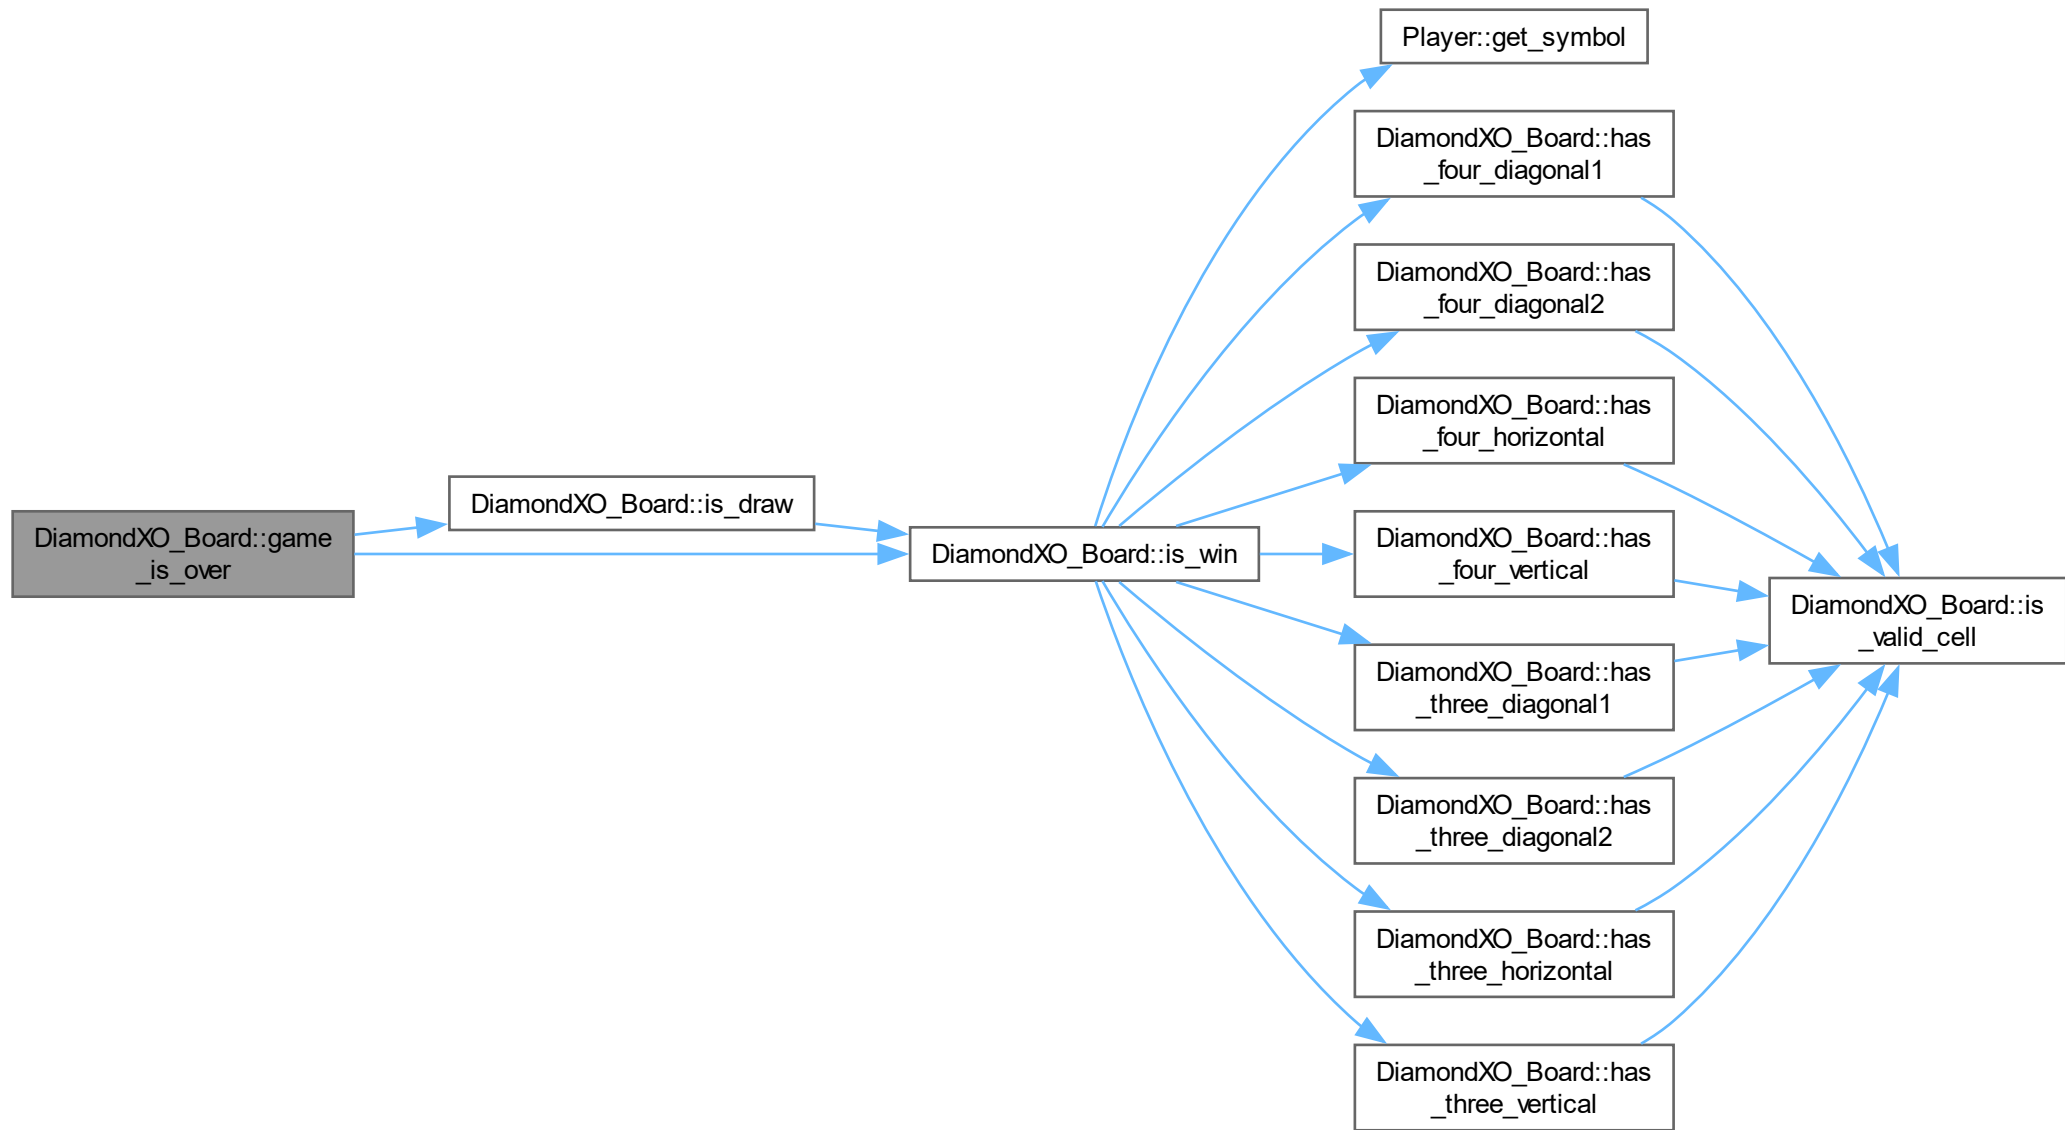 DiamondXO_Board::game
_is_over
DiamondXO_Board::is_draw
DiamondXO_Board::is_win
Player::get_symbol
DiamondXO_Board::has
_four_diagonal1
DiamondXO_Board::has
_four_diagonal2
DiamondXO_Board::has
_four_horizontal
DiamondXO_Board::has
_four_vertical
DiamondXO_Board::has
_three_diagonal1
DiamondXO_Board::has
_three_diagonal2
DiamondXO_Board::has
_three_horizontal
DiamondXO_Board::has
_three_vertical
DiamondXO_Board::is
_valid_cell